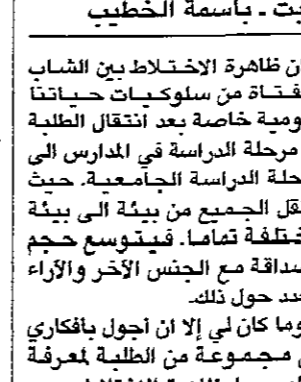 ـت ـ باسمة الخطيب
ن ظاهرة الاختلاط بين الشاب
فتاة من سلوكيات حياتنا
ومية خاصة بعد انتقال الطلبة
مرحلة الدراسة في المدارس الى
حلة الدراسة الجامعية. حيث
قل الجميع من بيئة الى بيئة
ختلفة تماما. فيتوسع حجم
صداقة مع الجنس الآخر والآراء
دد حول ذلك.
وما كان لي إلا ان أجول بأفكاري
مجموعة من الطلبة لمعرفة